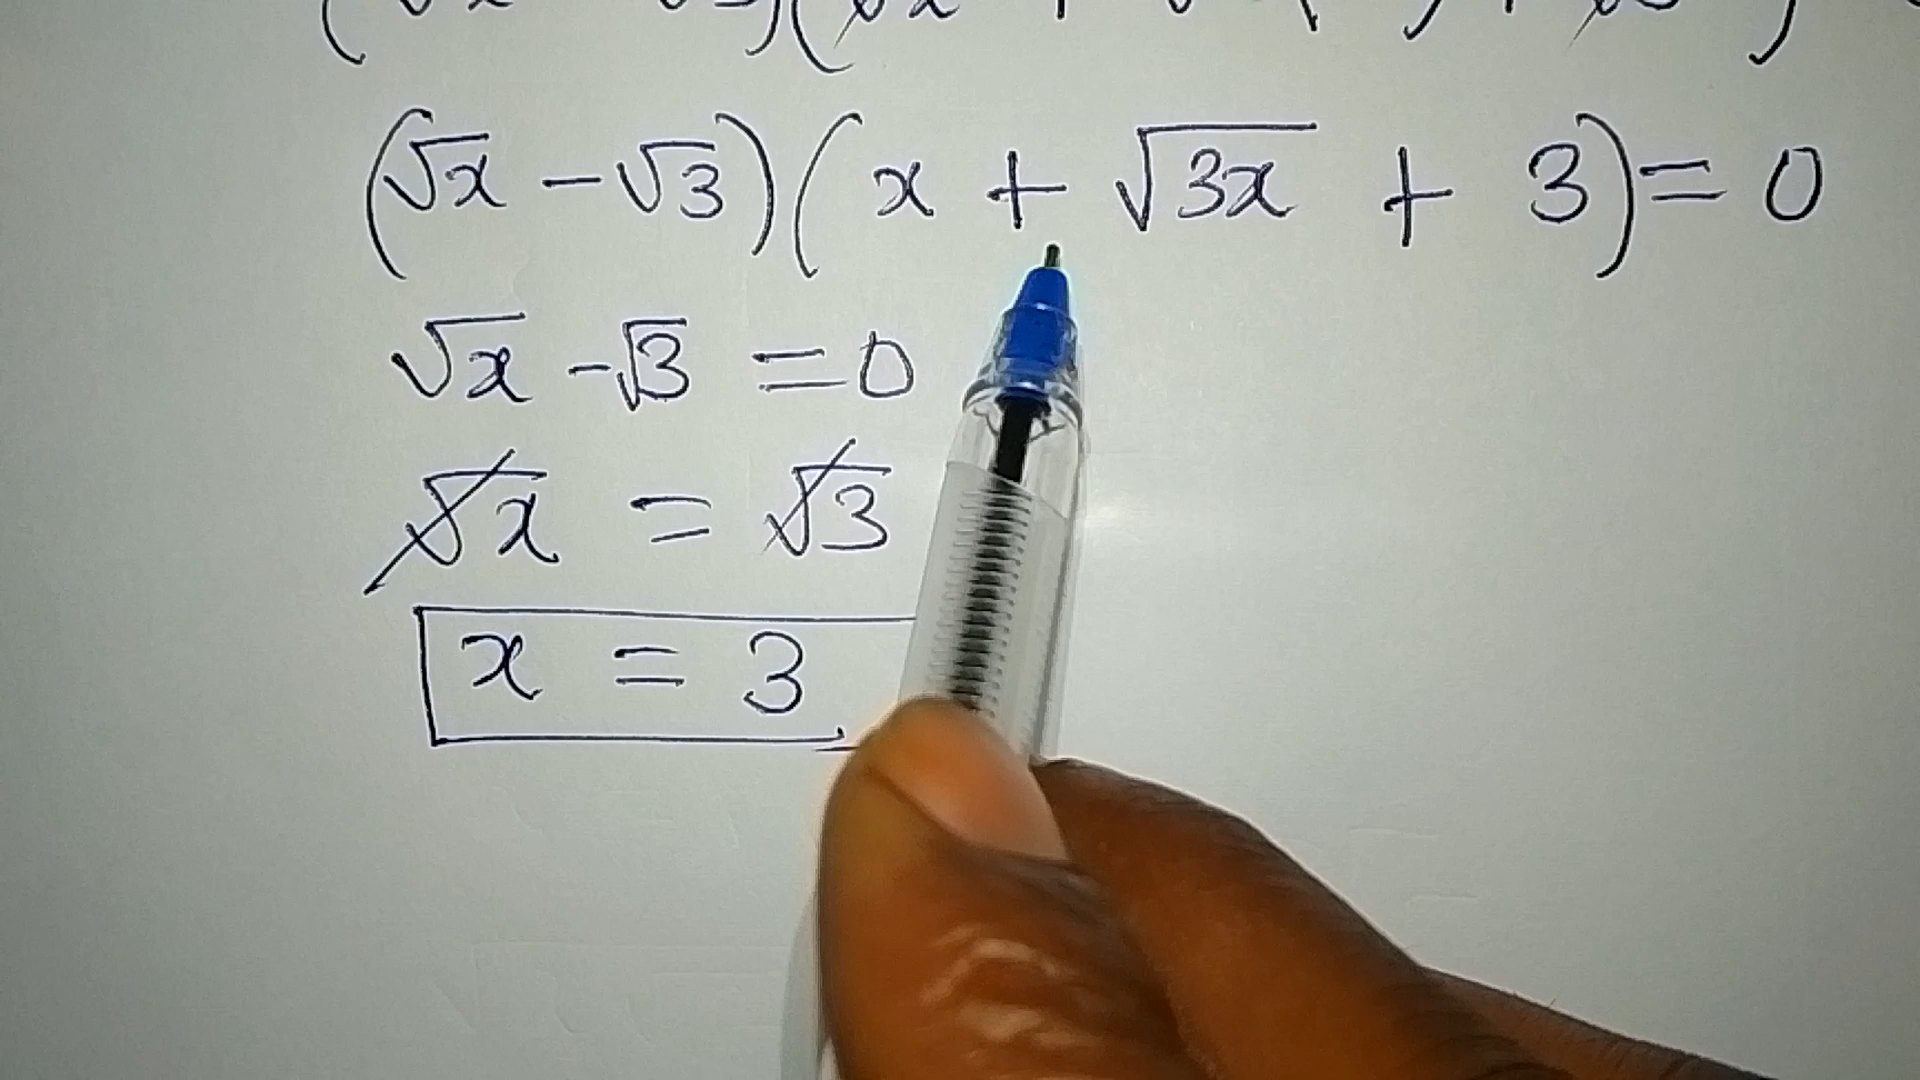 (√x - √3)(x + √3x + 3) = 0
√x - √3 = 0
√x = √3
x = 3